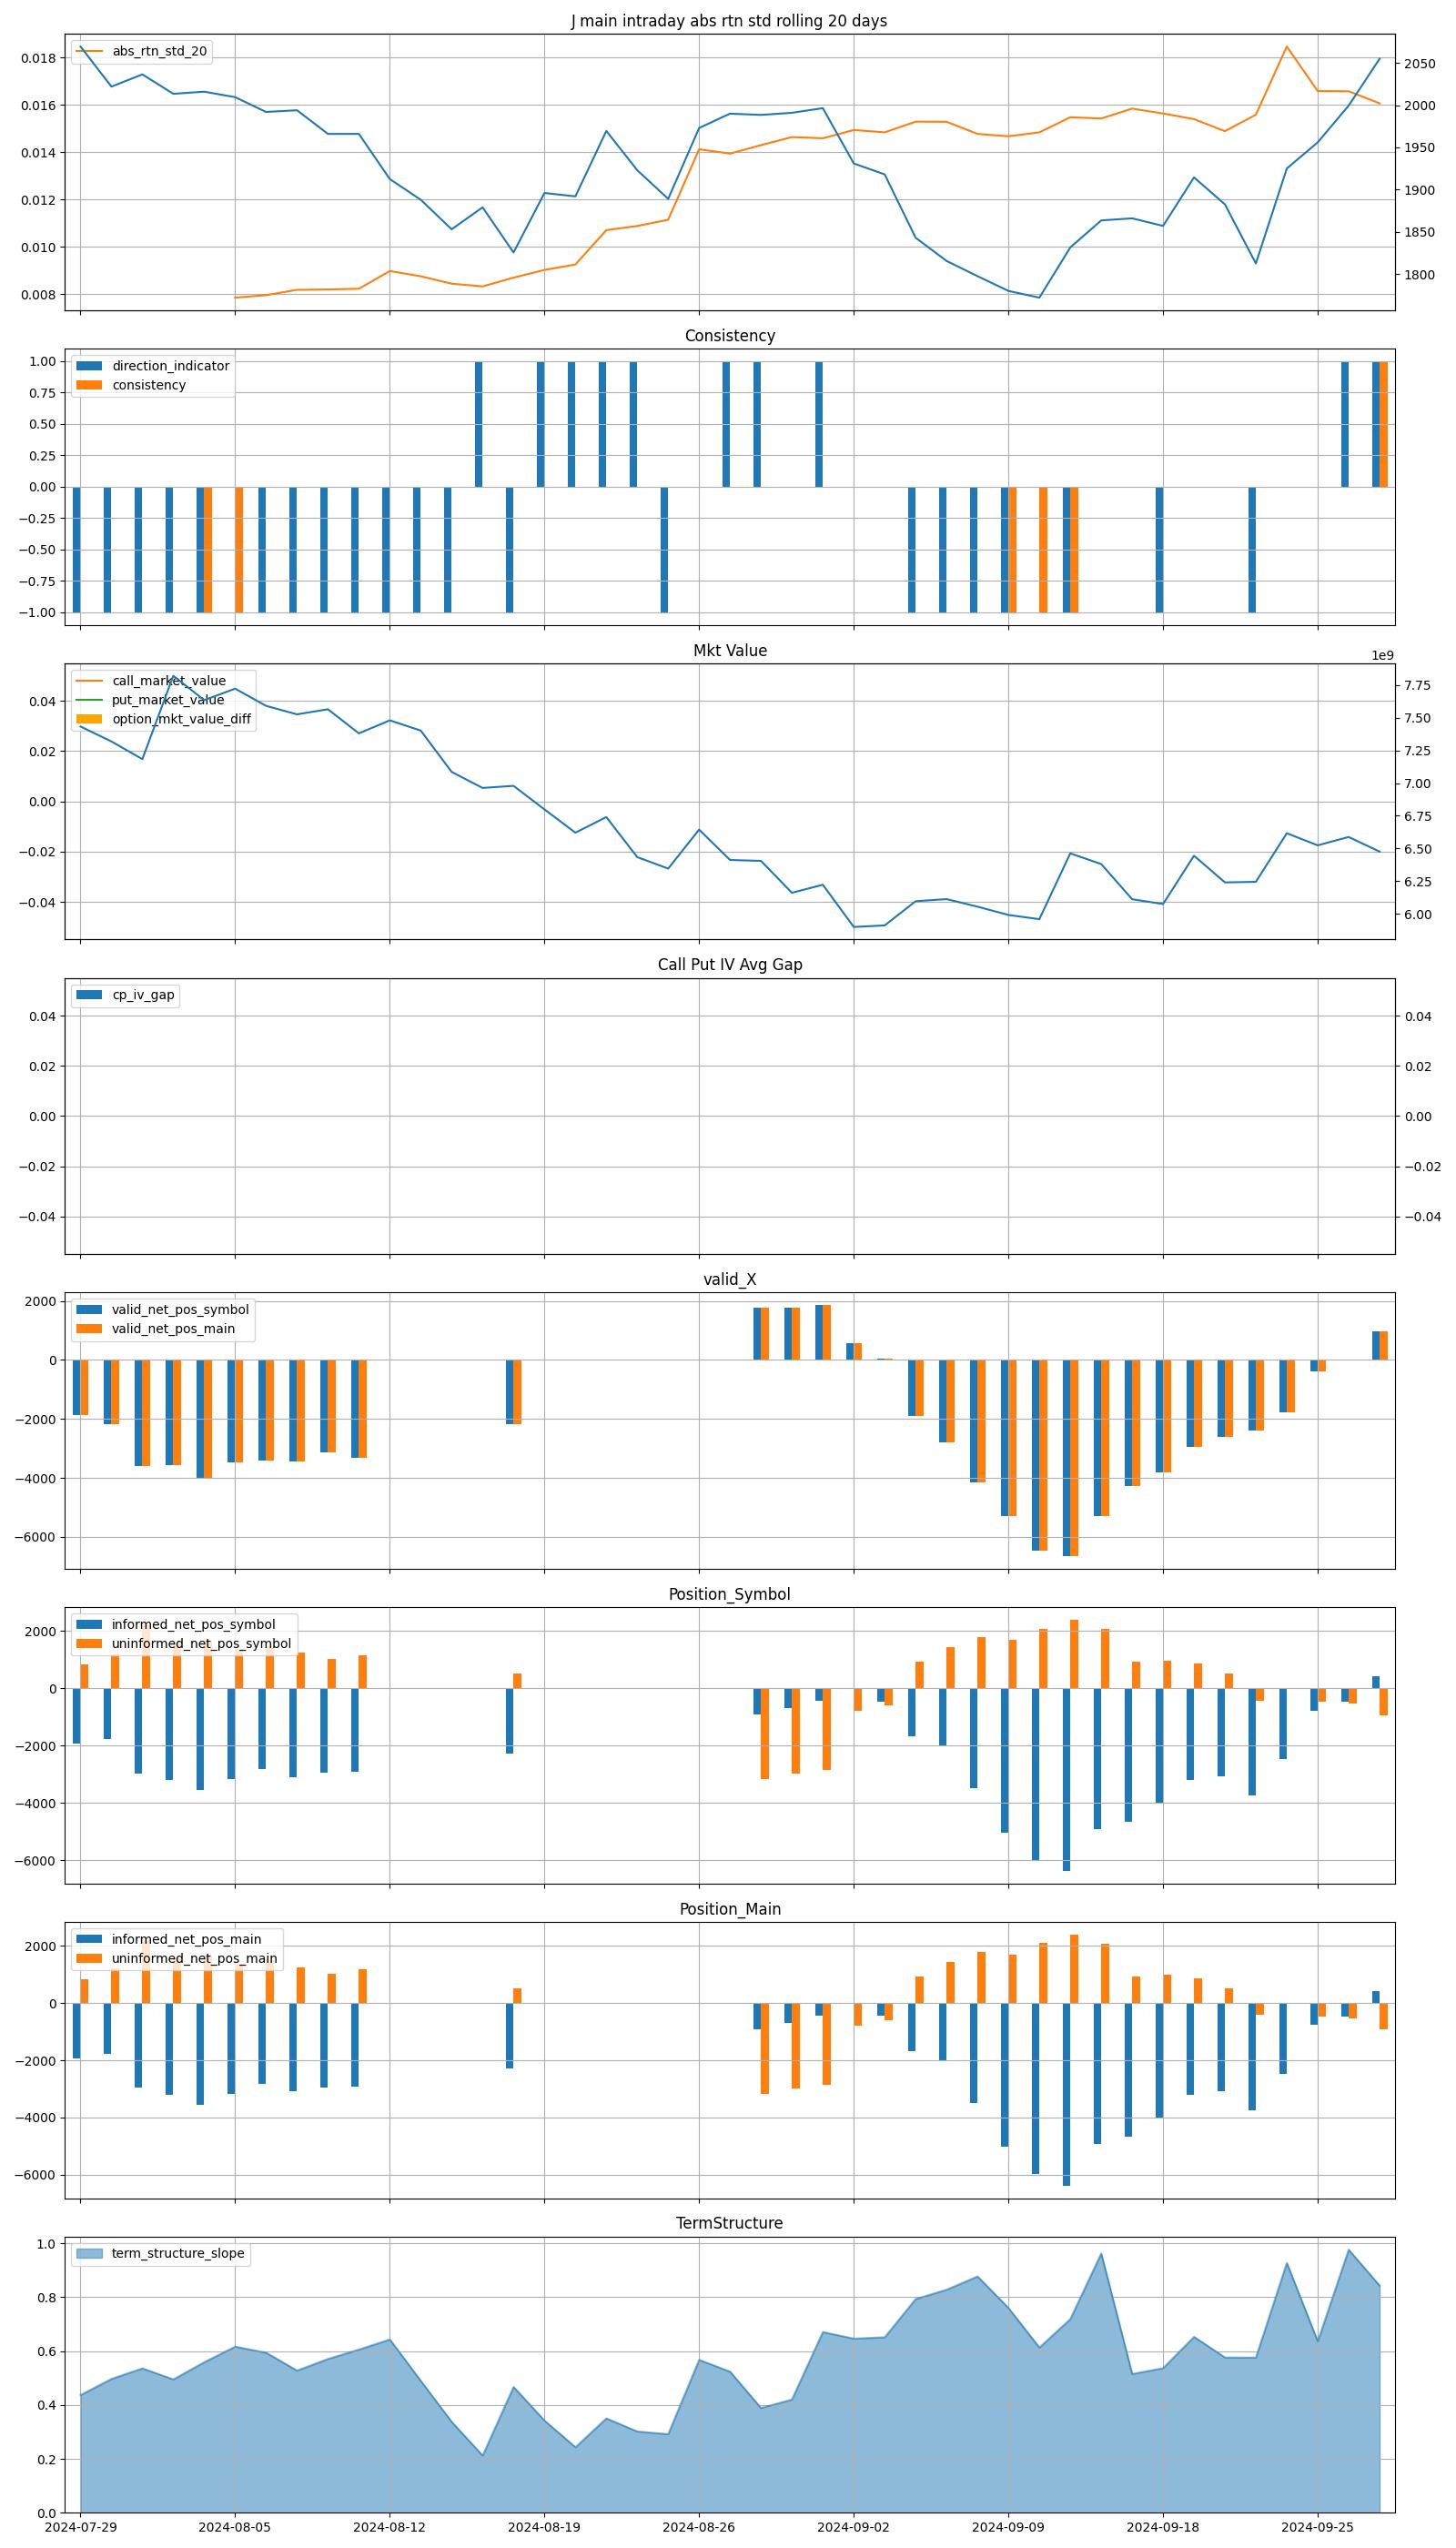 J main intraday abs rtn std rolling 20 days
abs_rtn_std_20
0.018
0.016
0.014
0.012
0.010
0.008
2050
2000
1950
1900
1850
1800
Consistency
direction_indicator
consistency
1.00
0.75
0.50
0.25
0.00
−0.25
−0.50
−0.75
−1.00
Mkt Value
1e9
call_market_value
put_market_value
option_mkt_value_diff
0.04
0.02
0.00
−0.02
−0.04
7.75
7.50
7.25
7.00
6.75
6.50
6.25
6.00
Call Put IV Avg Gap
cp_iv_gap
0.04
0.02
0.00
−0.02
−0.04
0.04
0.02
0.00
−0.02
−0.04
valid_X
valid_net_pos_symbol
valid_net_pos_main
2000
0
−2000
−4000
−6000
Position_Symbol
informed_net_pos_symbol
uninformed_net_pos_symbol
2000
0
−2000
−4000
−6000
Position_Main
informed_net_pos_main
uninformed_net_pos_main
2000
0
−2000
−4000
−6000
TermStructure
term_structure_slope
1.0
0.8
0.6
0.4
0.2
0.0
2024-07-29 2024-08-05 2024-08-12 2024-08-19 2024-08-26 2024-09-02 2024-09-09 2024-09-18 2024-09-25